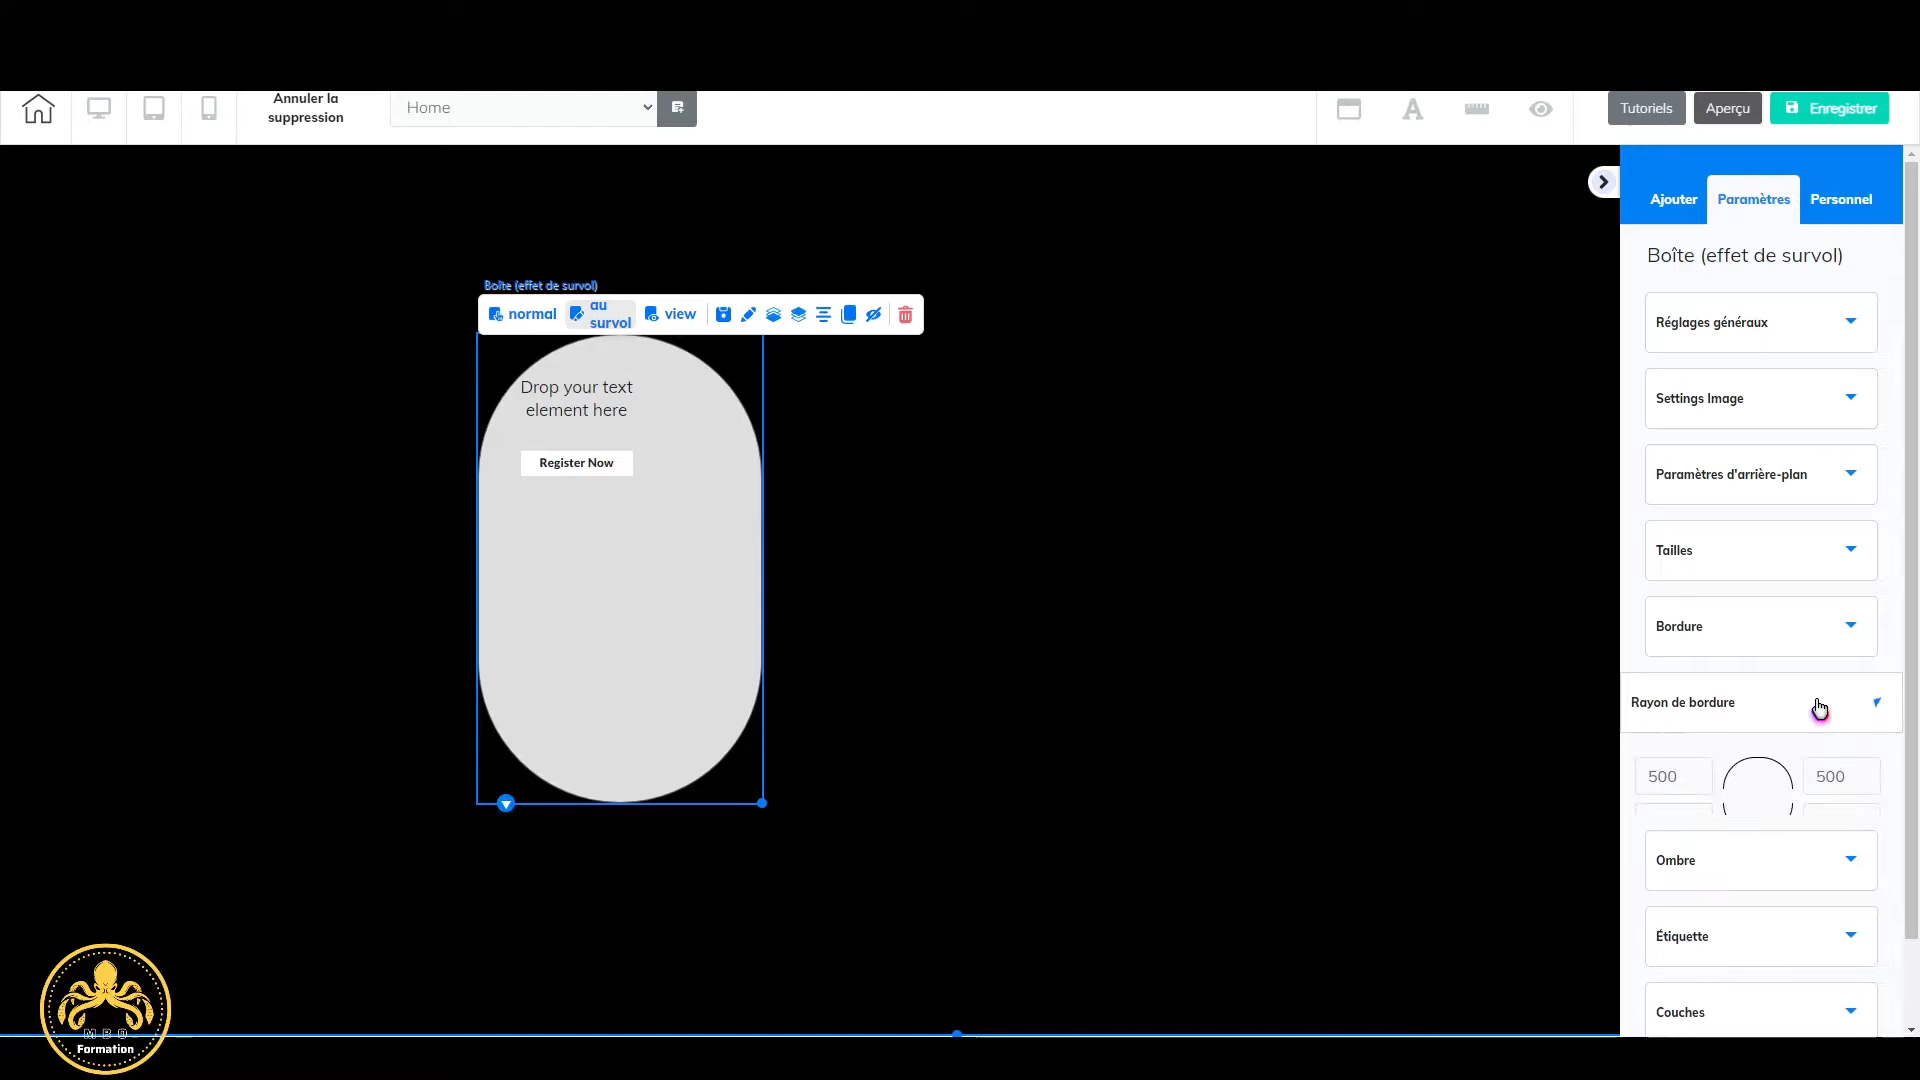 Annuler la
suppression
Home
Tutoriels
Aperçu
Enregistrer
Ajouter
Paramètres
Personnel
Boîte (effet de survol)
Boîte (effet de survol)
normal
au
survol
view
Drop your text
element here
Register Now
Réglages généraux
Settings Image
Paramètres d'arrière-plan
Tailles
Bordure
Rayon de bordure
500
500
Ombre
Étiquette
Couches
MBO
Formation